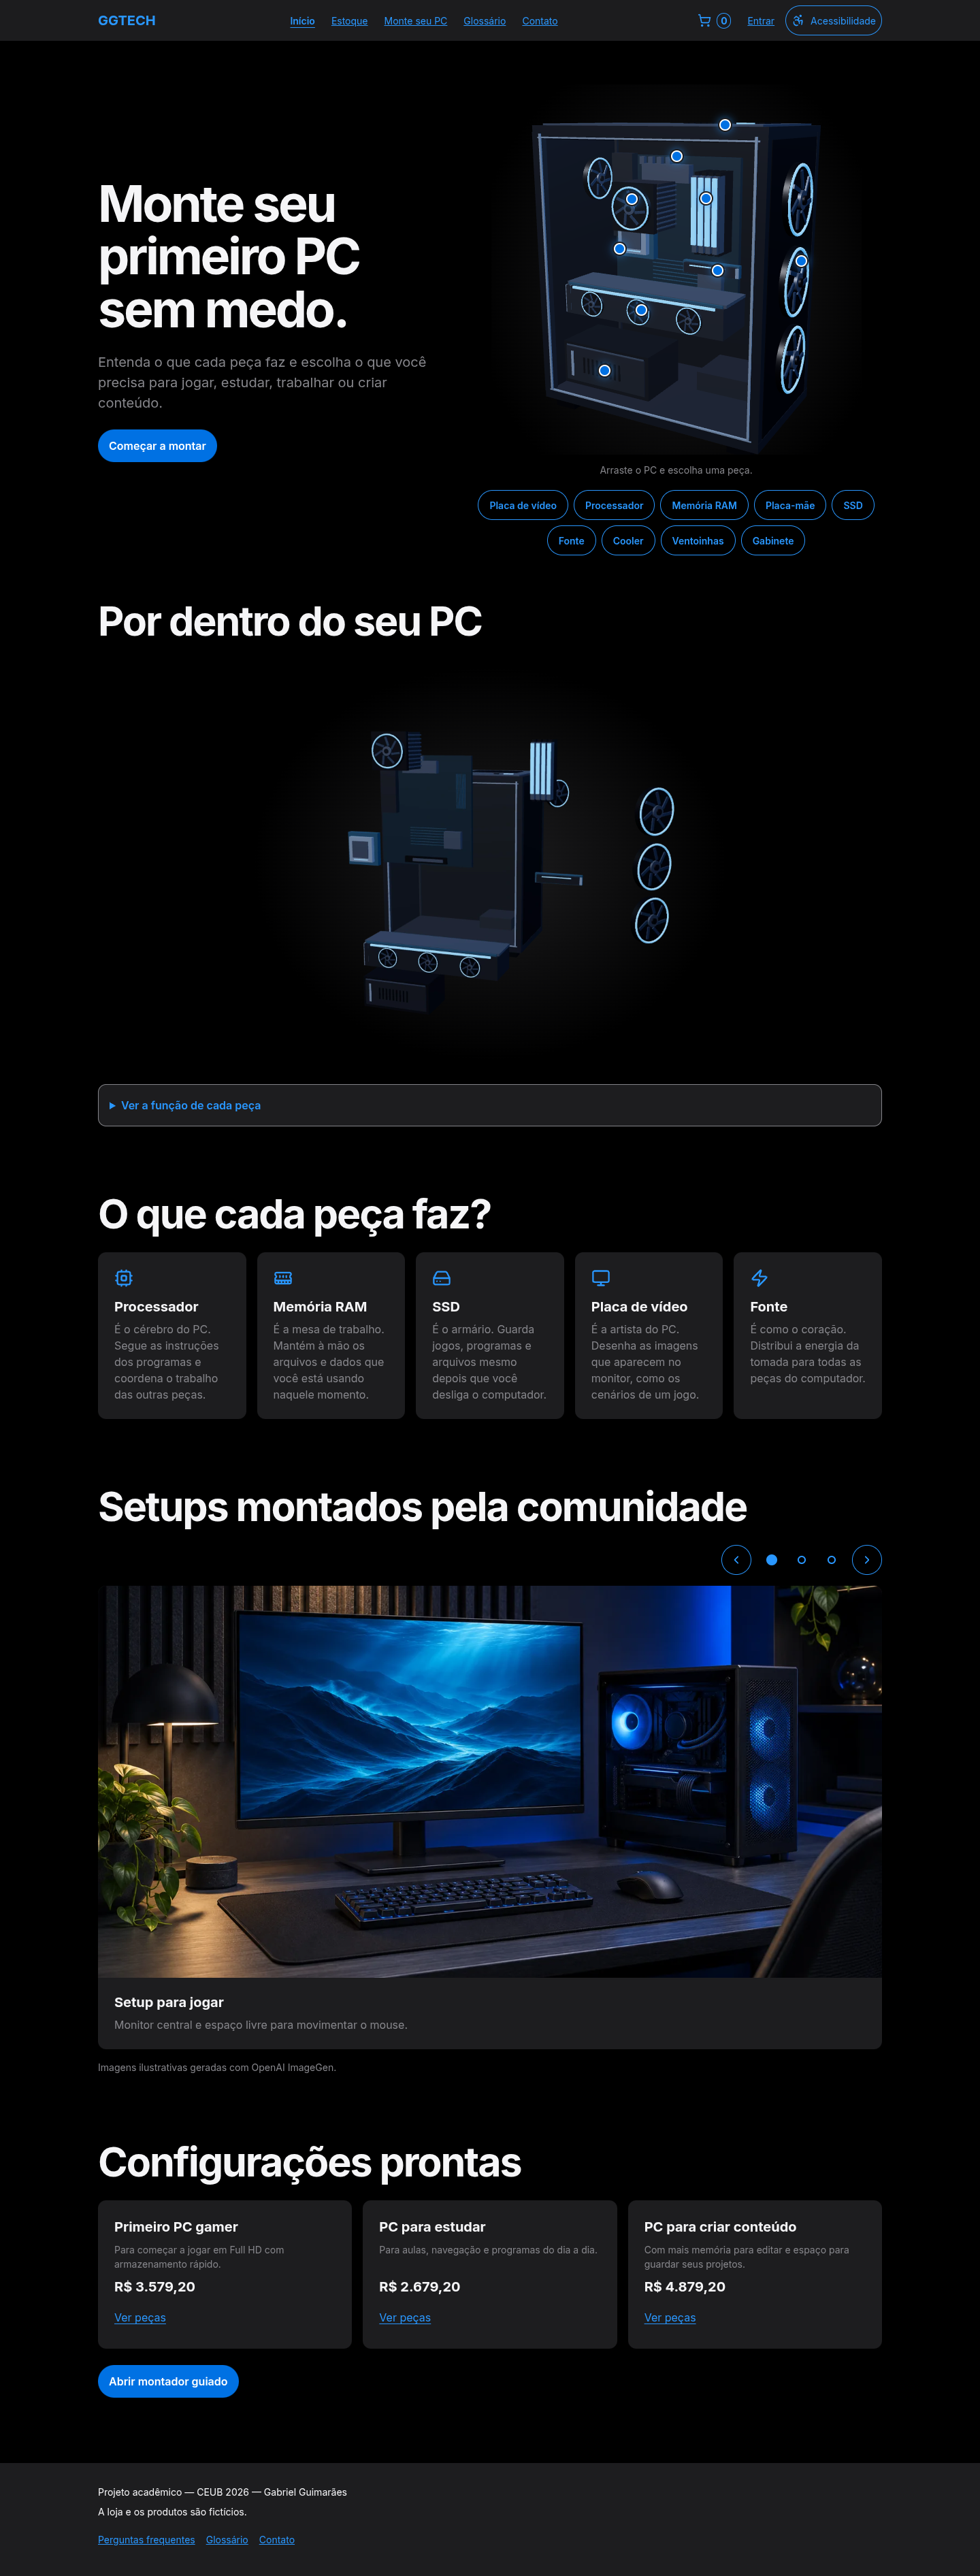 GGTECH
Início
Estoque
Monte seu PC
Glossário
Contato
0
Entrar
Acessibilidade
Monte seu
primeiro PC
sem medo.
Entenda o que cada peça faz e escolha o que você
precisa para jogar, estudar, trabalhar ou criar
conteúdo.
Começar a montar
Arraste o PC e escolha uma peça.
Placa de vídeo
Processador
Memória RAM
Placa-mãe
SSD
Fonte
Cooler
Ventoinhas
Gabinete
Por dentro do seu PC
Ver a função de cada peça
O que cada peça faz?
Processador
É o cérebro do PC.
Segue as instruções
dos programas e
coordena o trabalho
das outras peças.
Memória RAM
É a mesa de trabalho.
Mantém à mão os
arquivos e dados que
você está usando
naquele momento.
SSD
É o armário. Guarda
jogos, programas e
arquivos mesmo
depois que você
desliga o computador.
Placa de vídeo
É a artista do PC.
Desenha as imagens
que aparecem no
monitor, como os
cenários de um jogo.
Fonte
É como o coração.
Distribui a energia da
tomada para todas as
peças do computador.
Setups montados pela comunidade
Setup para jogar
Monitor central e espaço livre para movimentar o mouse.
Imagens ilustrativas geradas com OpenAI ImageGen.
Configurações prontas
Primeiro PC gamer
Para começar a jogar em Full HD com
armazenamento rápido.
R$ 3.579,20
Ver peças
PC para estudar
Para aulas, navegação e programas do dia a dia.
R$ 2.679,20
Ver peças
PC para criar conteúdo
Com mais memória para editar e espaço para
guardar seus projetos.
R$ 4.879,20
Ver peças
Abrir montador guiado
Projeto acadêmico — CEUB 2026 — Gabriel Guimarães
A loja e os produtos são fictícios.
Perguntas frequentes
Glossário
Contato